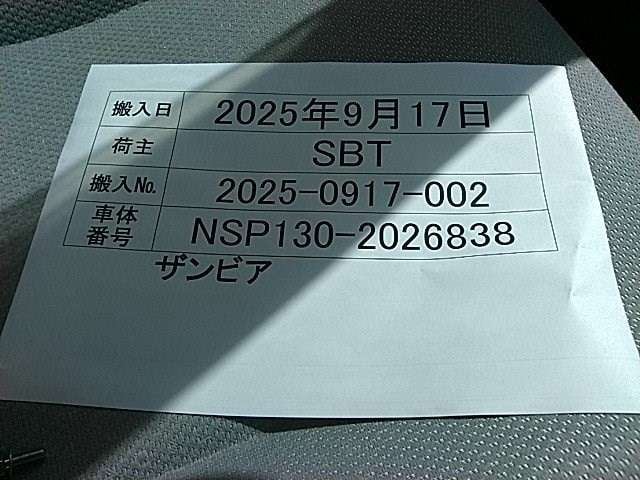 搬入日 2025年9月17日
荷主 SBT
搬入No. 2025-0917-002
車体番号 NSP130-2026838
ザンビア